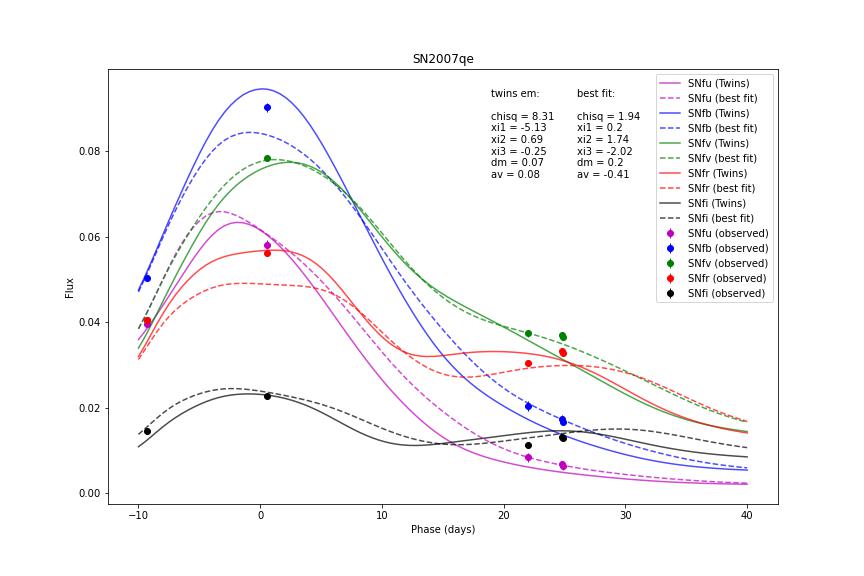 SN2007qe
twins em: best fit:
chisq = 8.31 chisq = 1.94
xi1 = -5.13 xi1 = 0.2
xi2 = 0.69 xi2 = 1.74
xi3 = -0.25 xi3 = -2.02
dm = 0.07 dm = 0.2
av = 0.08 av = -0.41
SNfu (Twins)
SNfu (best fit)
SNfb (Twins)
SNfb (best fit)
SNfv (Twins)
SNfv (best fit)
SNfr (Twins)
SNfr (best fit)
SNfi (Twins)
SNfi (best fit)
SNfu (observed)
SNfb (observed)
SNfv (observed)
SNfr (observed)
SNfi (observed)
Flux
0.08
0.06
0.04
0.02
0.00
−10 0 10 20 30 40
Phase (days)